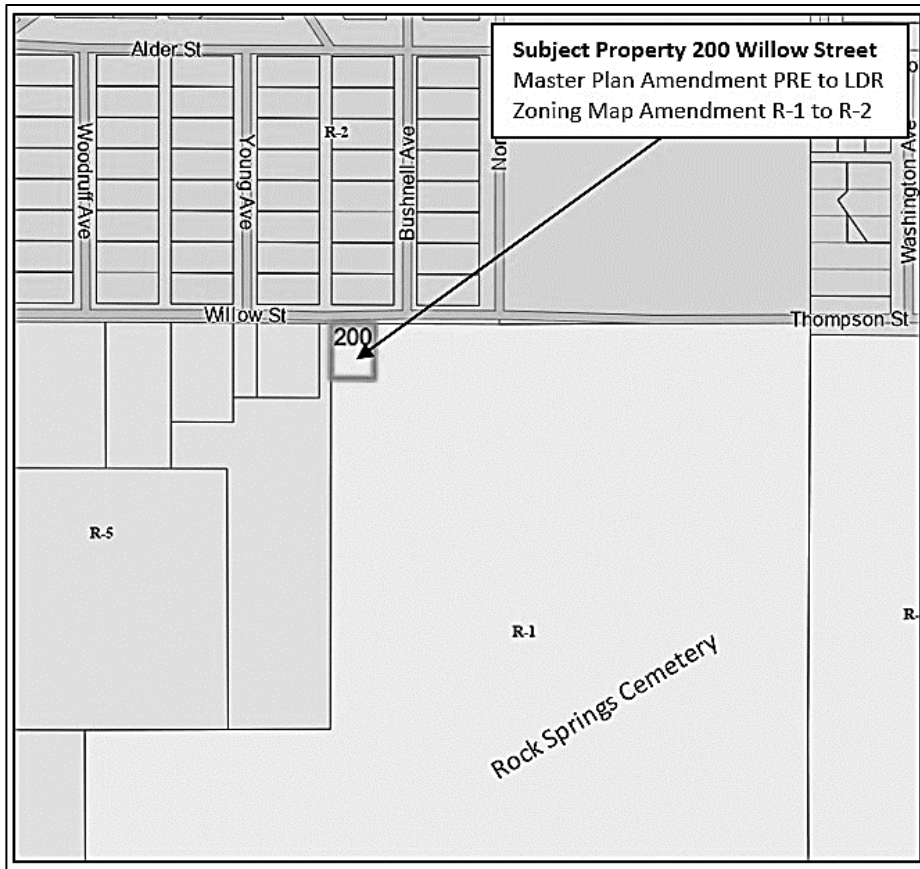 Alder St
Subject Property 200 Willow Street
Master Plan Amendment PRE to LDR
Zoning Map Amendment R-1 to R-2
Woodruff Ave
Young Ave
R-2
Bushnell Ave
Nor
Washington Ave
Willow St
Thompson St
200
R-5
R-1
R-
Rock Springs Cemetery